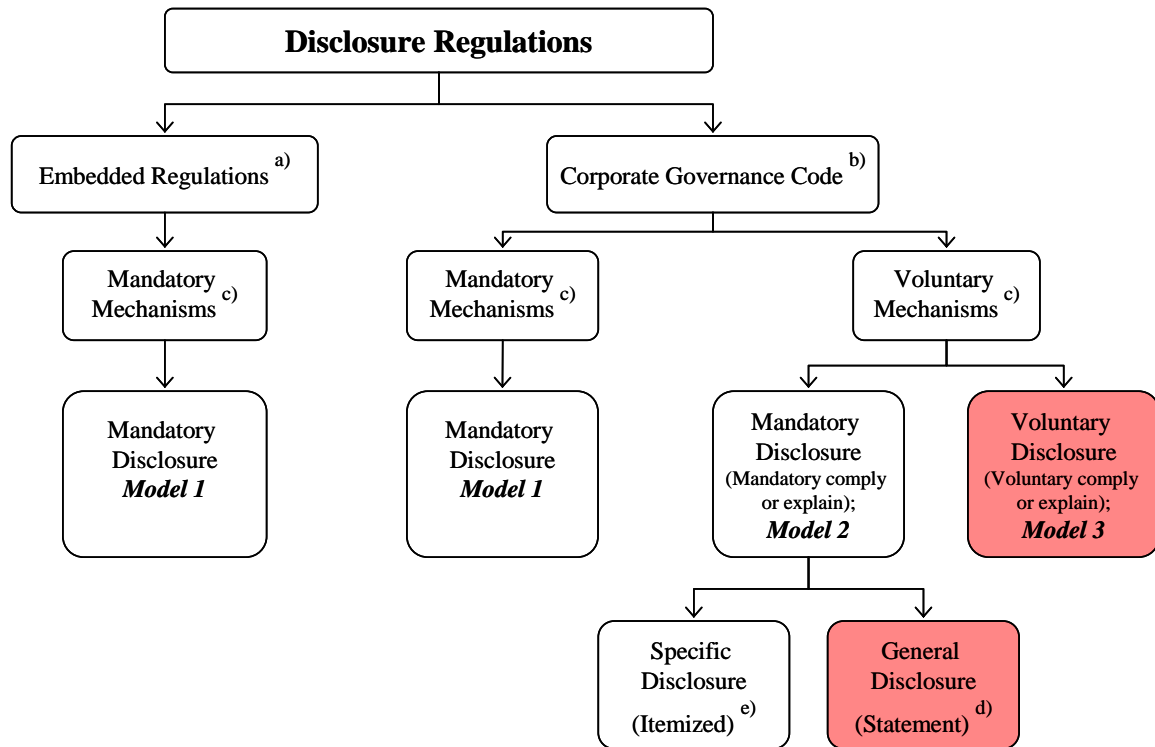 Disclosure Regulations
Embedded Regulations a)
Corporate Governance Code b)
Mandatory
Mechanisms c)
Mandatory
Mechanisms c)
Voluntary
Mechanisms c)
Mandatory
Disclosure
Model 1
Mandatory
Disclosure
Model 1
Mandatory
Disclosure
(Mandatory comply
or explain);
Model 2
Voluntary
Disclosure
(Voluntary comply
or explain);
Model 3
Specific
Disclosure
(Itemized) e)
General
Disclosure
(Statement) d)